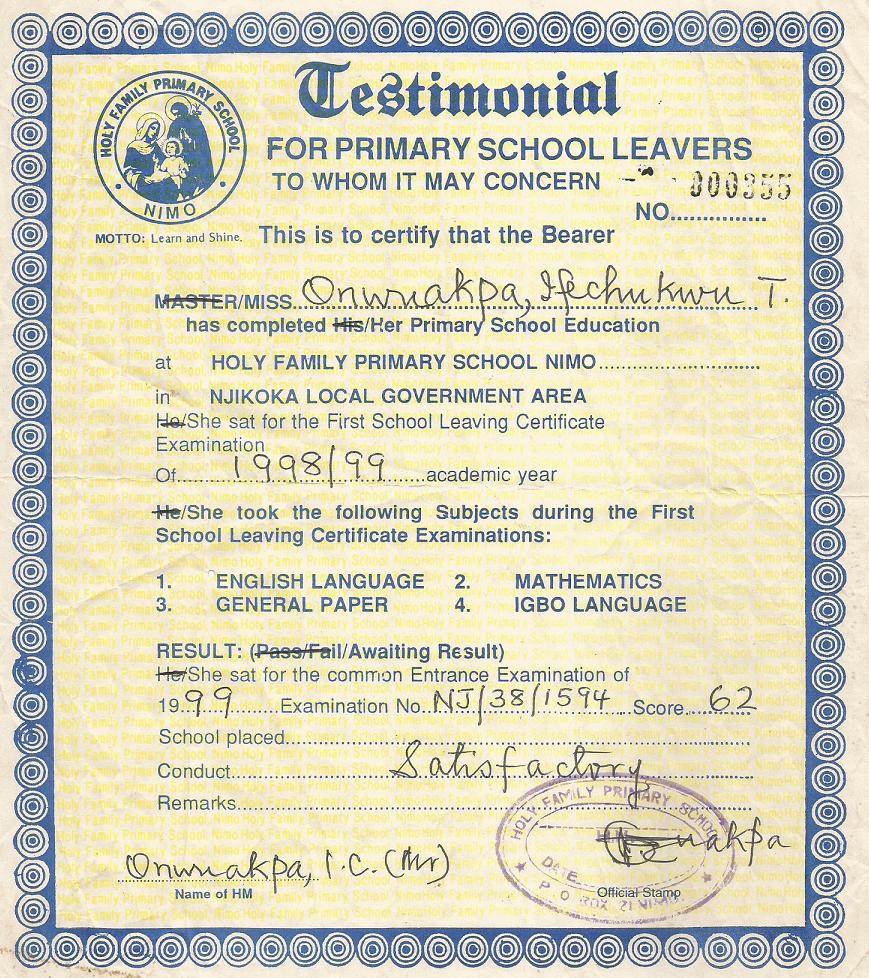 HOLY FAMILY PRIMARY SCHOOL
NIMO
MOTTO: Learn and Shine.
Testimonial
FOR PRIMARY SCHOOL LEAVERS
TO WHOM IT MAY CONCERN
000355
NO...............
This is to certify that the Bearer
MASTER/MISS Onwuakpa, Ifechukwu T.
has completed His/Her Primary School Education
at HOLY FAMILY PRIMARY SCHOOL NIMO
in NJIKOKA LOCAL GOVERNMENT AREA
He/She sat for the First School Leaving Certificate
Examination
Of 1998/99 academic year
He/She took the following Subjects during the First
School Leaving Certificate Examinations:
1. ENGLISH LANGUAGE 2. MATHEMATICS
3. GENERAL PAPER 4. IGBO LANGUAGE
RESULT: (Pass/Fail/Awaiting Result)
He/She sat for the common Entrance Examination of
1999 Examination No. NJ/38/1594 Score 62
School placed
Conduct Satisfactory
Remarks
HOLY FAMILY PRIMARY SCHOOL
DATE
P O BOX 21 NIMO
Onwuakpa, I.C. (Mr)
Name of HM
Official Stamp